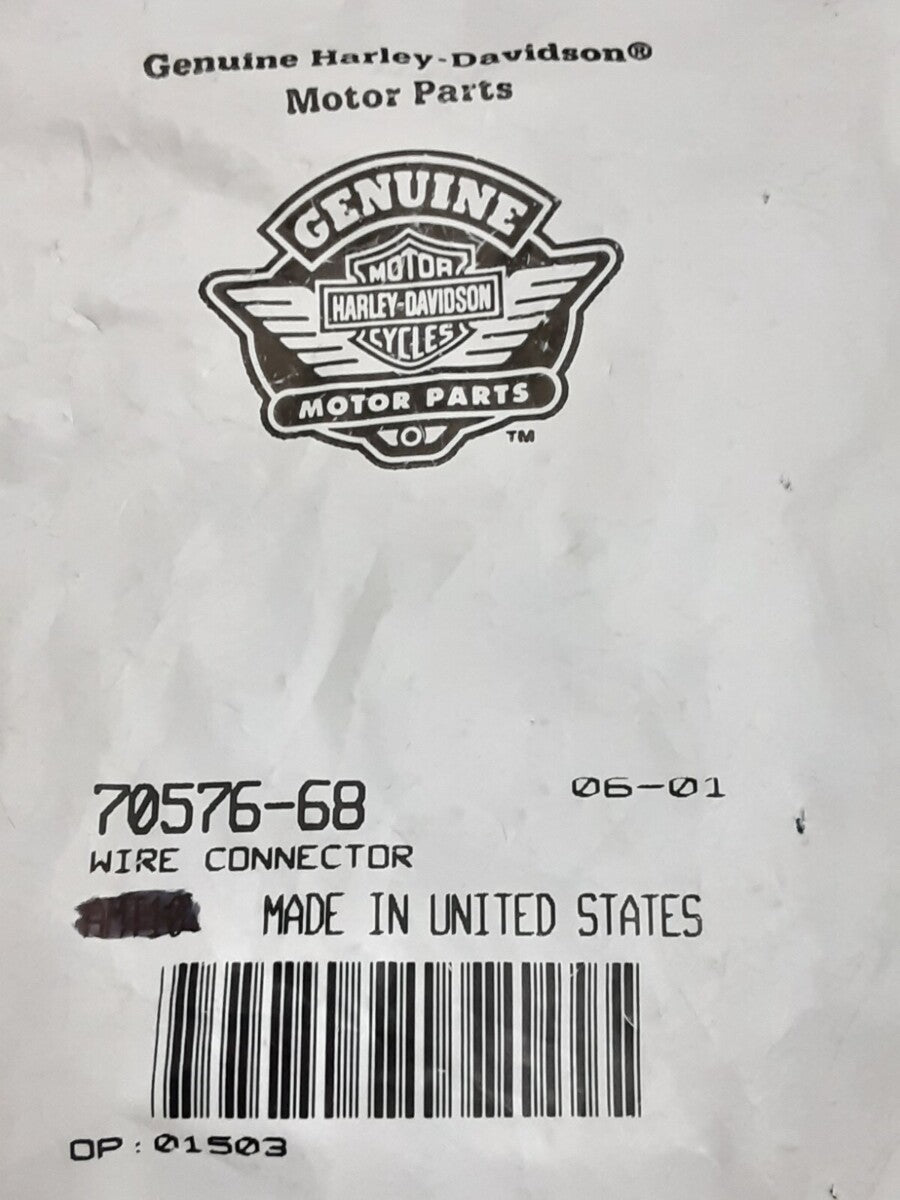 Genuine Harley-Davidson®
Motor Parts
GENUINE
MOTOR
HARLEY-DAVIDSON
CYCLES
MOTOR PARTS
TM
70576-68
06-01
WIRE CONNECTOR
MADE IN UNITED STATES
OP: 01503